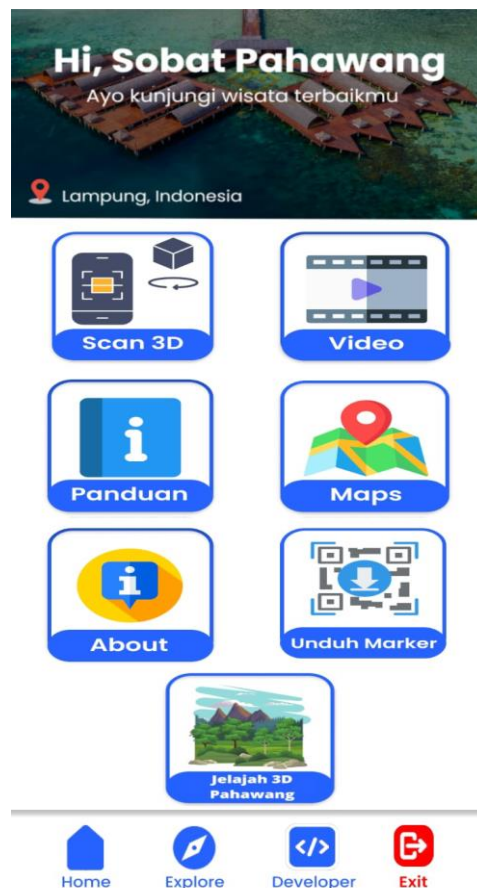 Hi, Sobat Pahawang
Ayo kunjungi wisata terbaikmu
Lampung, Indonesia
Scan 3D
Video
Panduan
Maps
About
Unduh Marker
Jelajah 3D
Pahawang
Home
Explore
Developer
Exit